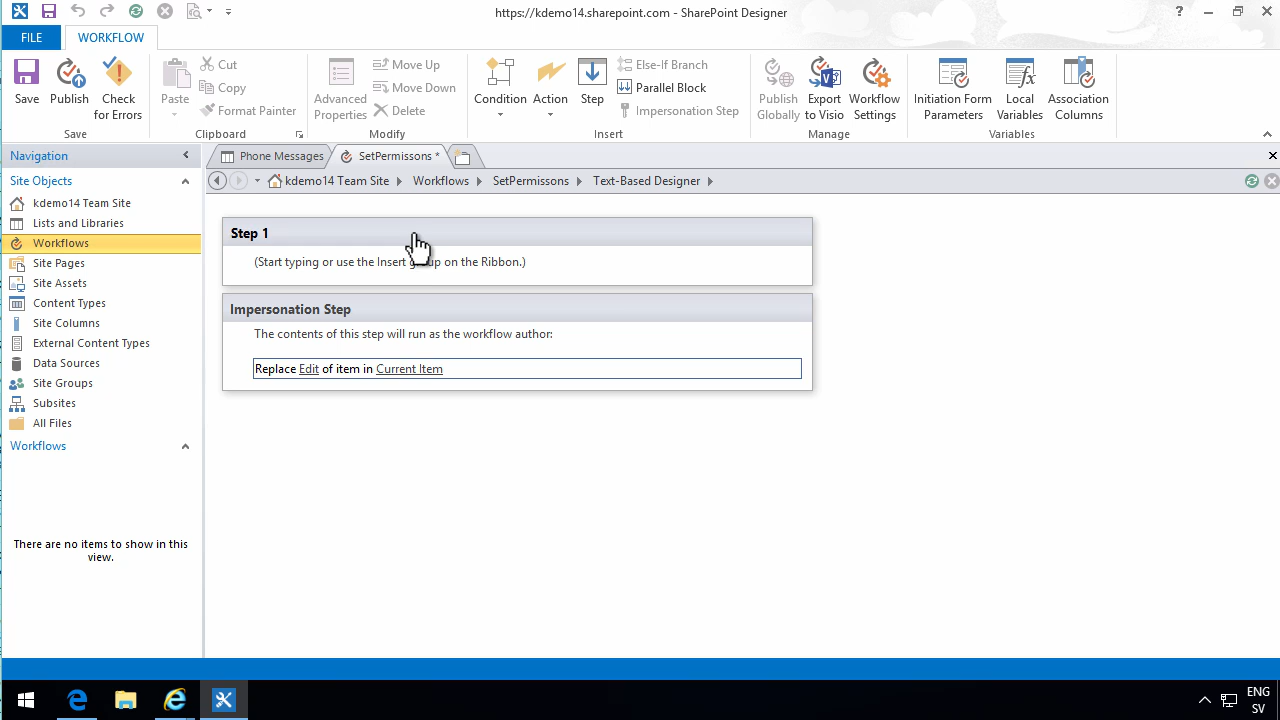 https://kdemo14.sharepoint.com - SharePoint Designer
?
FILE
WORKFLOW
Save
Publish
Check
for Errors
Save
Paste
Cut
Copy
Format Painter
Clipboard
Advanced
Properties
Move Up
Move Down
Delete
Modify
Condition
Action
Step
Else-If Branch
Parallel Block
Impersonation Step
Insert
Publish
Globally
Export
to Visio
Workflow
Settings
Manage
Initiation Form
Parameters
Local
Variables
Association
Columns
Variables
Navigation
Phone Messages
SetPermissons *
kdemo14 Team Site
Workflows
SetPermissons
Text-Based Designer
Site Objects
kdemo14 Team Site
Lists and Libraries
Workflows
Site Pages
Site Assets
Content Types
Site Columns
External Content Types
Data Sources
Site Groups
Subsites
All Files
Workflows
There are no items to show in this
view.
Step 1
(Start typing or use the Insert group on the Ribbon.)
Impersonation Step
The contents of this step will run as the workflow author:
Replace Edit of item in Current Item
ENG
SV